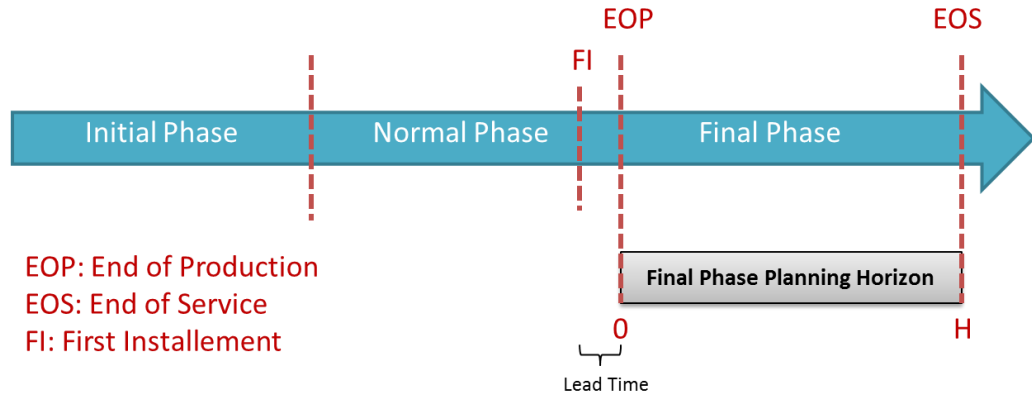 EOP
EOS
FI
Initial Phase
Normal Phase
Final Phase
EOP: End of Production
EOS: End of Service
FI: First Installement
Final Phase Planning Horizon
0
H
Lead Time